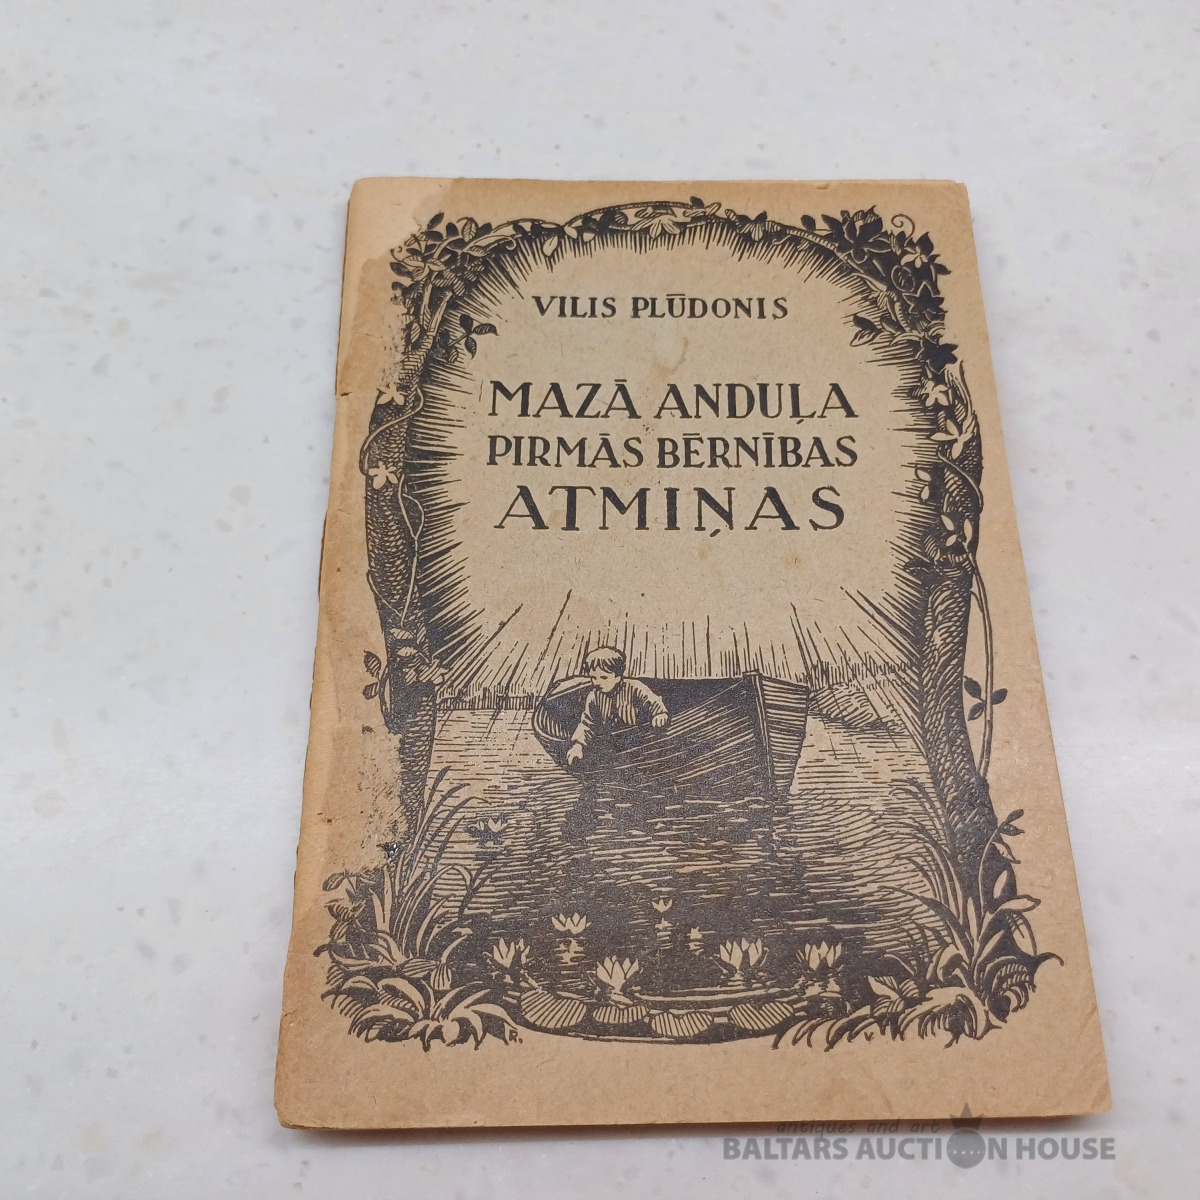 VILIS PLŪDONIS
MAZĀ ANDUĻA
PIRMĀS BĒRNĪBAS
ATMIŅAS
R.
V.
antiques and art
BALTARS AUCTION HOUSE